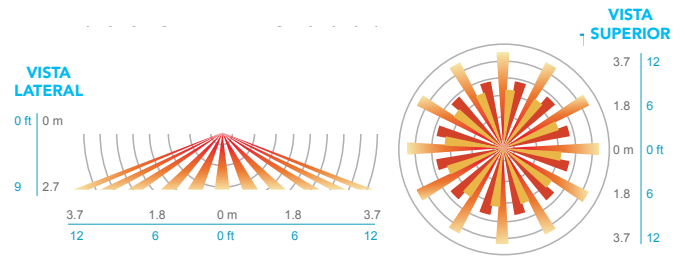 VISTA
LATERAL
0 ft 0 m
9 2.7
3.7 1.8 0 m 1.8 3.7
12 6 0 ft 6 12
VISTA
SUPERIOR
3.7 12
1.8 6
0 m 0 ft
1.8 6
3.7 12